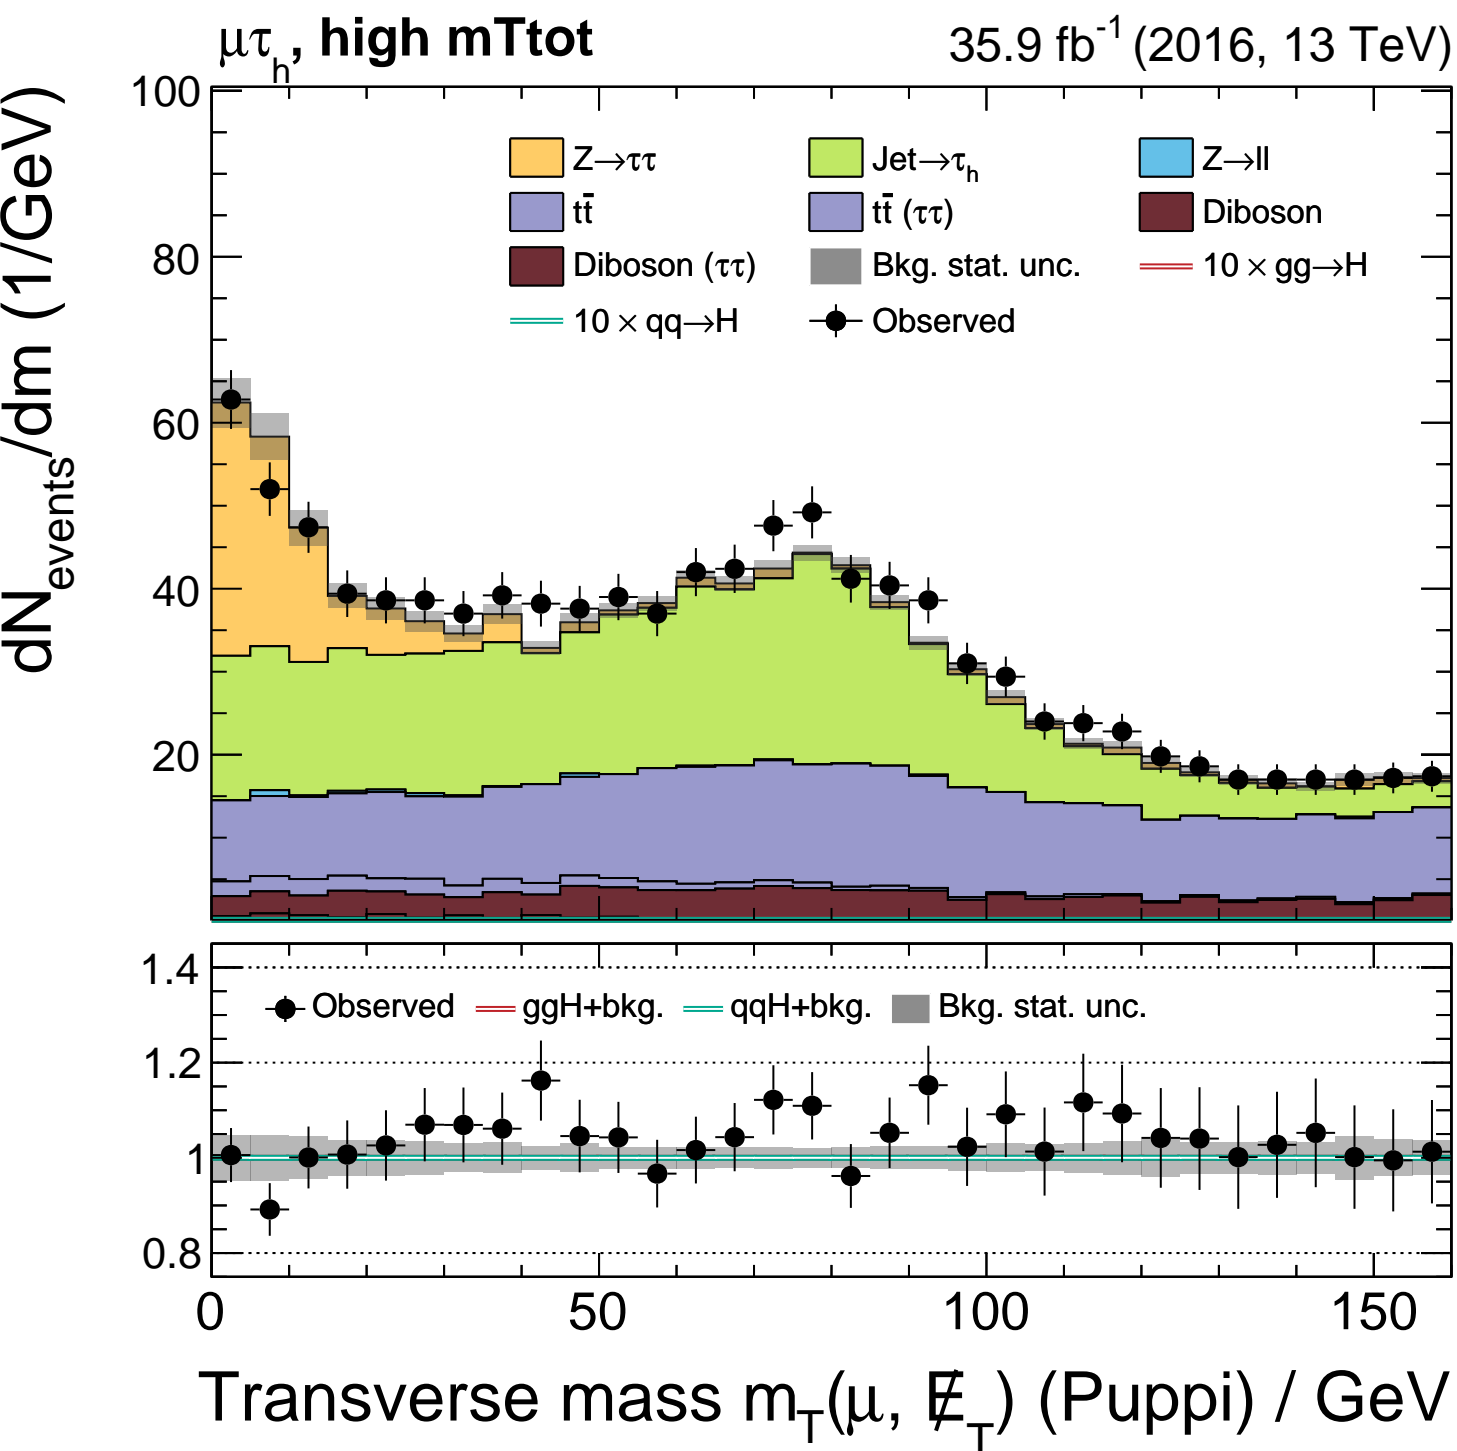 μτh, high mTtot 35.9 fb-1 (2016, 13 TeV)
dNevents/dm (1/GeV)
100
80
60
40
20
Z→ττ Jet→τh Z→ll
tt̄ tt̄ (ττ) Diboson
Diboson (ττ) Bkg. stat. unc. 10 × gg→H
10 × qq→H Observed
1.4
1.2
1
0.8
Observed ggH+bkg. qqH+bkg. Bkg. stat. unc.
0 50 100 150
Transverse mass mT(μ, E̸T) (Puppi) / GeV